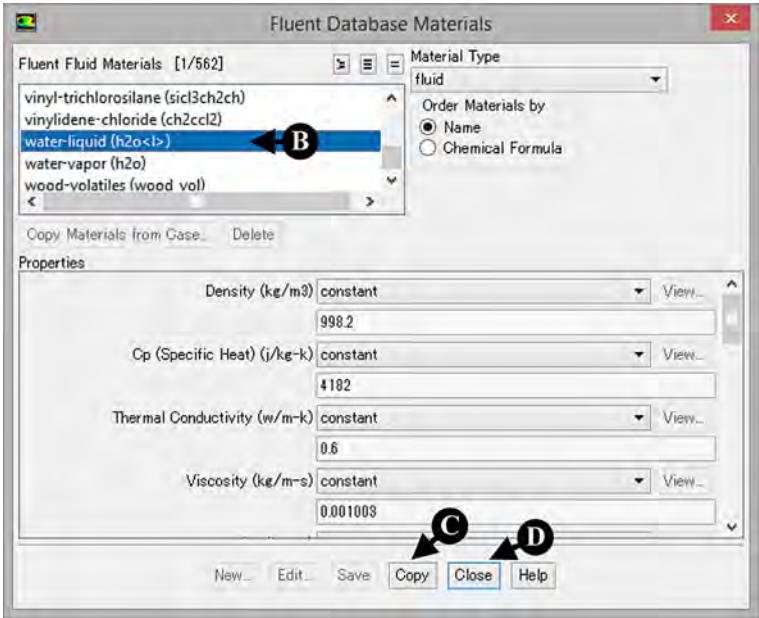 Fluent Database Materials
Fluent Fluid Materials [1/562]
vinyl-trichlorosilane (sicl3ch2ch)
vinylidene-chloride (ch2ccl2)
water-liquid (h2o<l>)
B
water-vapor (h2o)
wood-volatiles (wood_vol)
Material Type
fluid
Order Materials by
Name
Chemical Formula
Copy Materials from Case... Delete
Properties
Density (kg/m3) constant View...
998.2
Cp (Specific Heat) (j/kg-k) constant View...
4182
Thermal Conductivity (w/m-k) constant View...
0.6
Viscosity (kg/m-s) constant View...
0.001003
C D
New... Edit... Save Copy Close Help